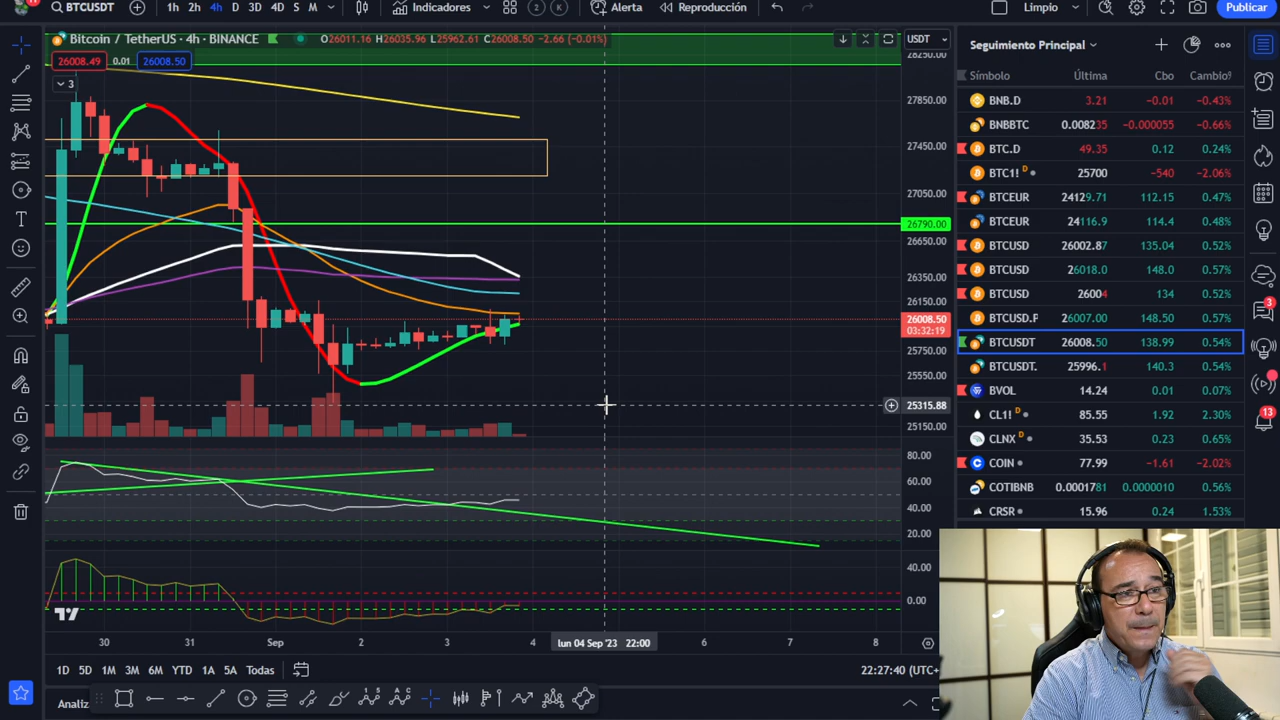 BTCUSDT
1h 2h 4h D 3D 4D S M
Indicadores
2 K
Alerta
Reproducción
Limpio
Publicar
Bitcoin / TetherUS · 4h · BINANCE O26011.16 H26035.96 L25962.61 C26008.50 -2.66 (-0.01%)
USDT
26008.49 0.01 26008.50
3
28250.00
27850.00
27450.00
27050.00
26790.00
26650.00
26350.00
26150.00
26008.50
03:32:19
25750.00
25550.00
25315.88
25150.00
80.00
60.00
40.00
20.00
40.00
0.00
30 31 Sep 2 3 4 lun 04 Sep '23 22:00 6 7 8
1D 5D 1M 3M 6M YTD 1A 5A Todas
22:27:40 (UTC+
Analiz
Seguimiento Principal
Símbolo Última Cbo Cambio%
BNB.D 3.21 -0.01 -0.43%
BNBBTC 0.008235 -0.000055 -0.66%
BTC.D 49.35 0.12 0.24%
BTC1! D 25700 -540 -2.06%
BTCEUR 24129.71 112.15 0.47%
BTCEUR 24116.9 114.4 0.48%
BTCUSD 26002.87 135.04 0.52%
BTCUSD 26018.0 148.0 0.57%
BTCUSD 26004 134 0.52%
BTCUSD.P 26007.00 148.50 0.57%
BTCUSDT 26008.50 138.99 0.54%
BTCUSDT. 25996.1 140.3 0.54%
BVOL 14.24 0.01 0.07%
CL1! D 85.55 1.92 2.30%
CLNX D 35.53 0.23 0.65%
COIN 77.99 -1.61 -2.02%
COTIBNB 0.0001781 0.0000010 0.56%
CRSR 15.96 0.24 1.53%
13